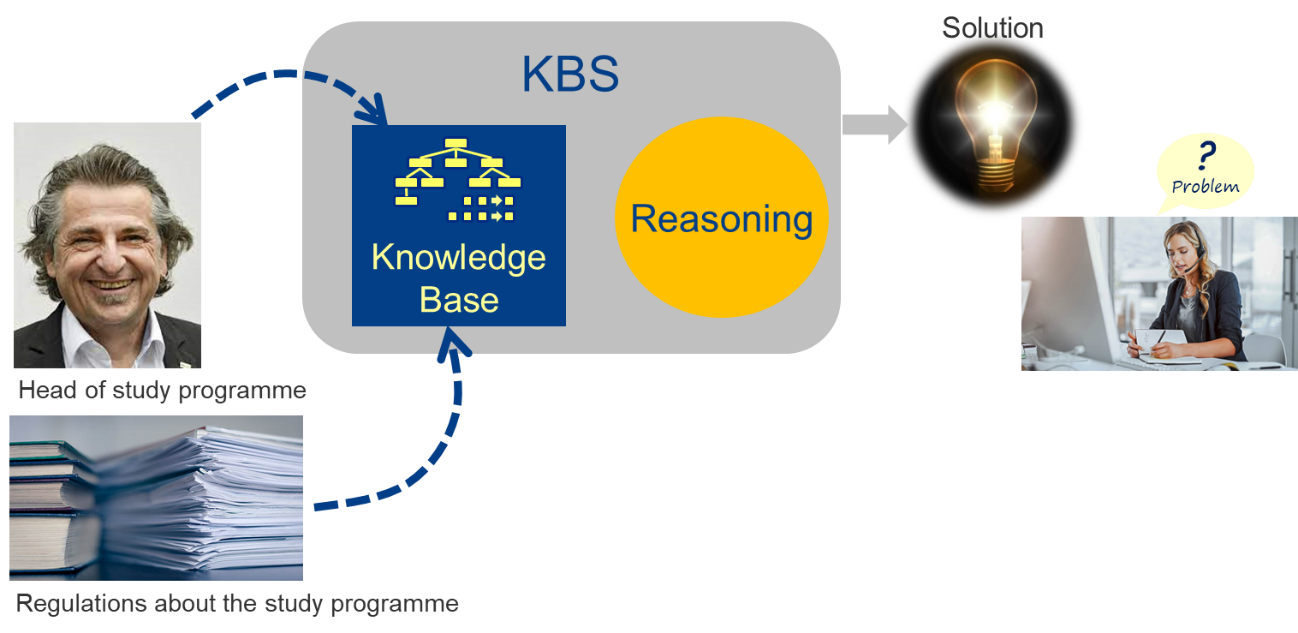 Solution
KBS
?
Problem
Reasoning
Knowledge
Base
Head of study programme
Regulations about the study programme